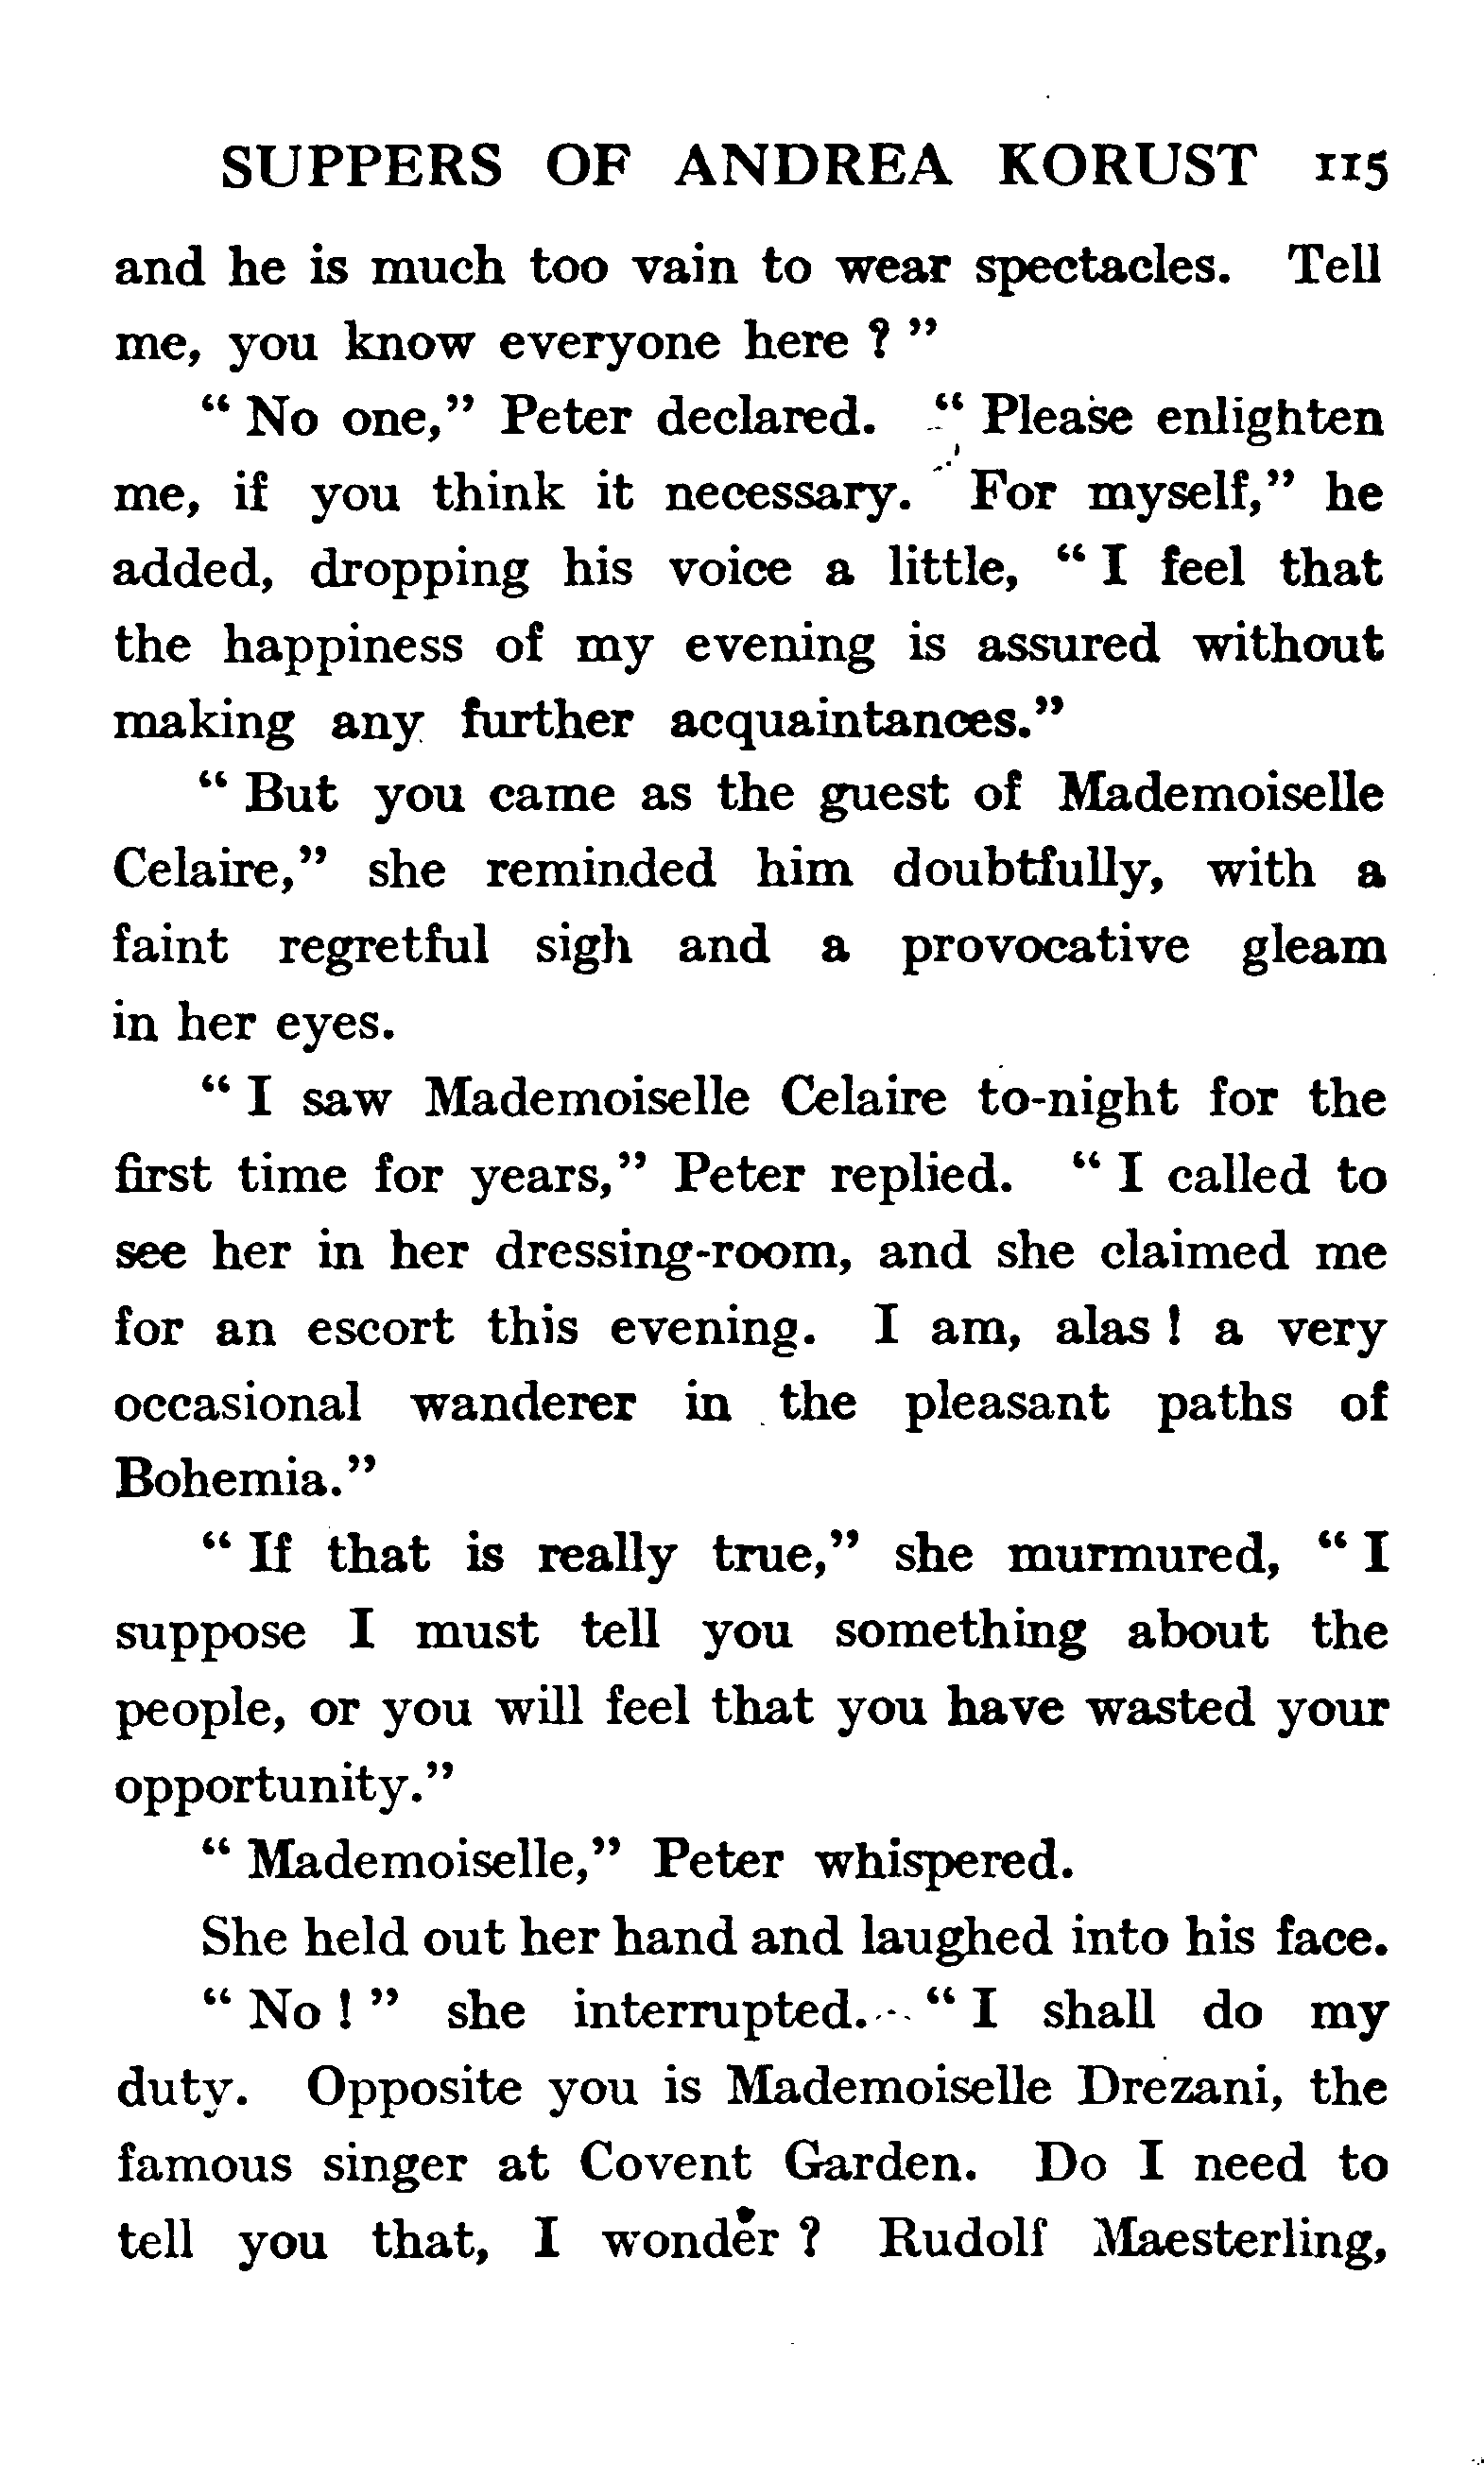 SUPPERS OF ANDREA KORUST 115
and he is much too vain to wear spectacles. Tell
me, you know everyone here ? ”
“ No one,” Peter declared. “ Please enlighten
me, if you think it necessary. For myself,” he
added, dropping his voice a little, “ I feel that
the happiness of my evening is assured without
making any further acquaintances.”
“ But you came as the guest of Mademoiselle
Celaire,” she reminded him doubtfully, with a
faint regretful sigh and a provocative gleam
in her eyes.
“ I saw Mademoiselle Celaire to-night for the
first time for years,” Peter replied. “ I called to
see her in her dressing-room, and she claimed me
for an escort this evening. I am, alas ! a very
occasional wanderer in the pleasant paths of
Bohemia.”
“ If that is really true,” she murmured, “ I
suppose I must tell you something about the
people, or you will feel that you have wasted your
opportunity.”
“ Mademoiselle,” Peter whispered.
She held out her hand and laughed into his face.
“ No ! ” she interrupted. “ I shall do my
duty. Opposite you is Mademoiselle Drezani, the
famous singer at Covent Garden. Do I need to
tell you that, I wonder ? Rudolf Maesterling,